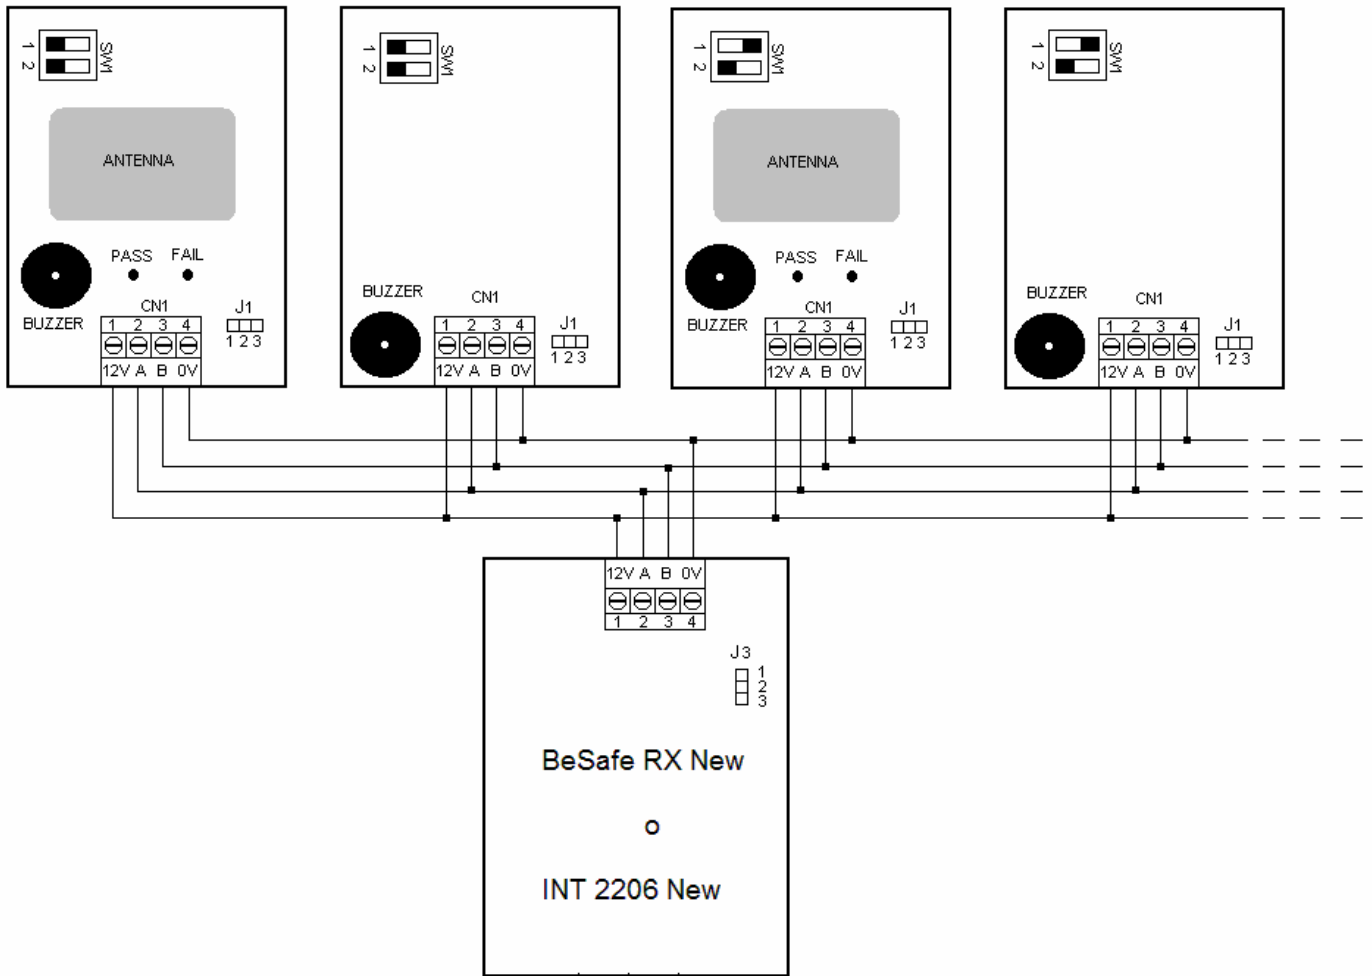 1
2
SW1
ANTENNA
PASS FAIL
BUZZER
CN1
J1
1 2 3 4
1 2 3
12V A B 0V
1
2
SW1
BUZZER
CN1
J1
1 2 3 4
1 2 3
12V A B 0V
1
2
SW1
ANTENNA
PASS FAIL
BUZZER
CN1
J1
1 2 3 4
1 2 3
12V A B 0V
1
2
SW1
BUZZER
CN1
J1
1 2 3 4
1 2 3
12V A B 0V
12V A B 0V
1 2 3 4
J3
1
2
3
BeSafe RX New
o
INT 2206 New